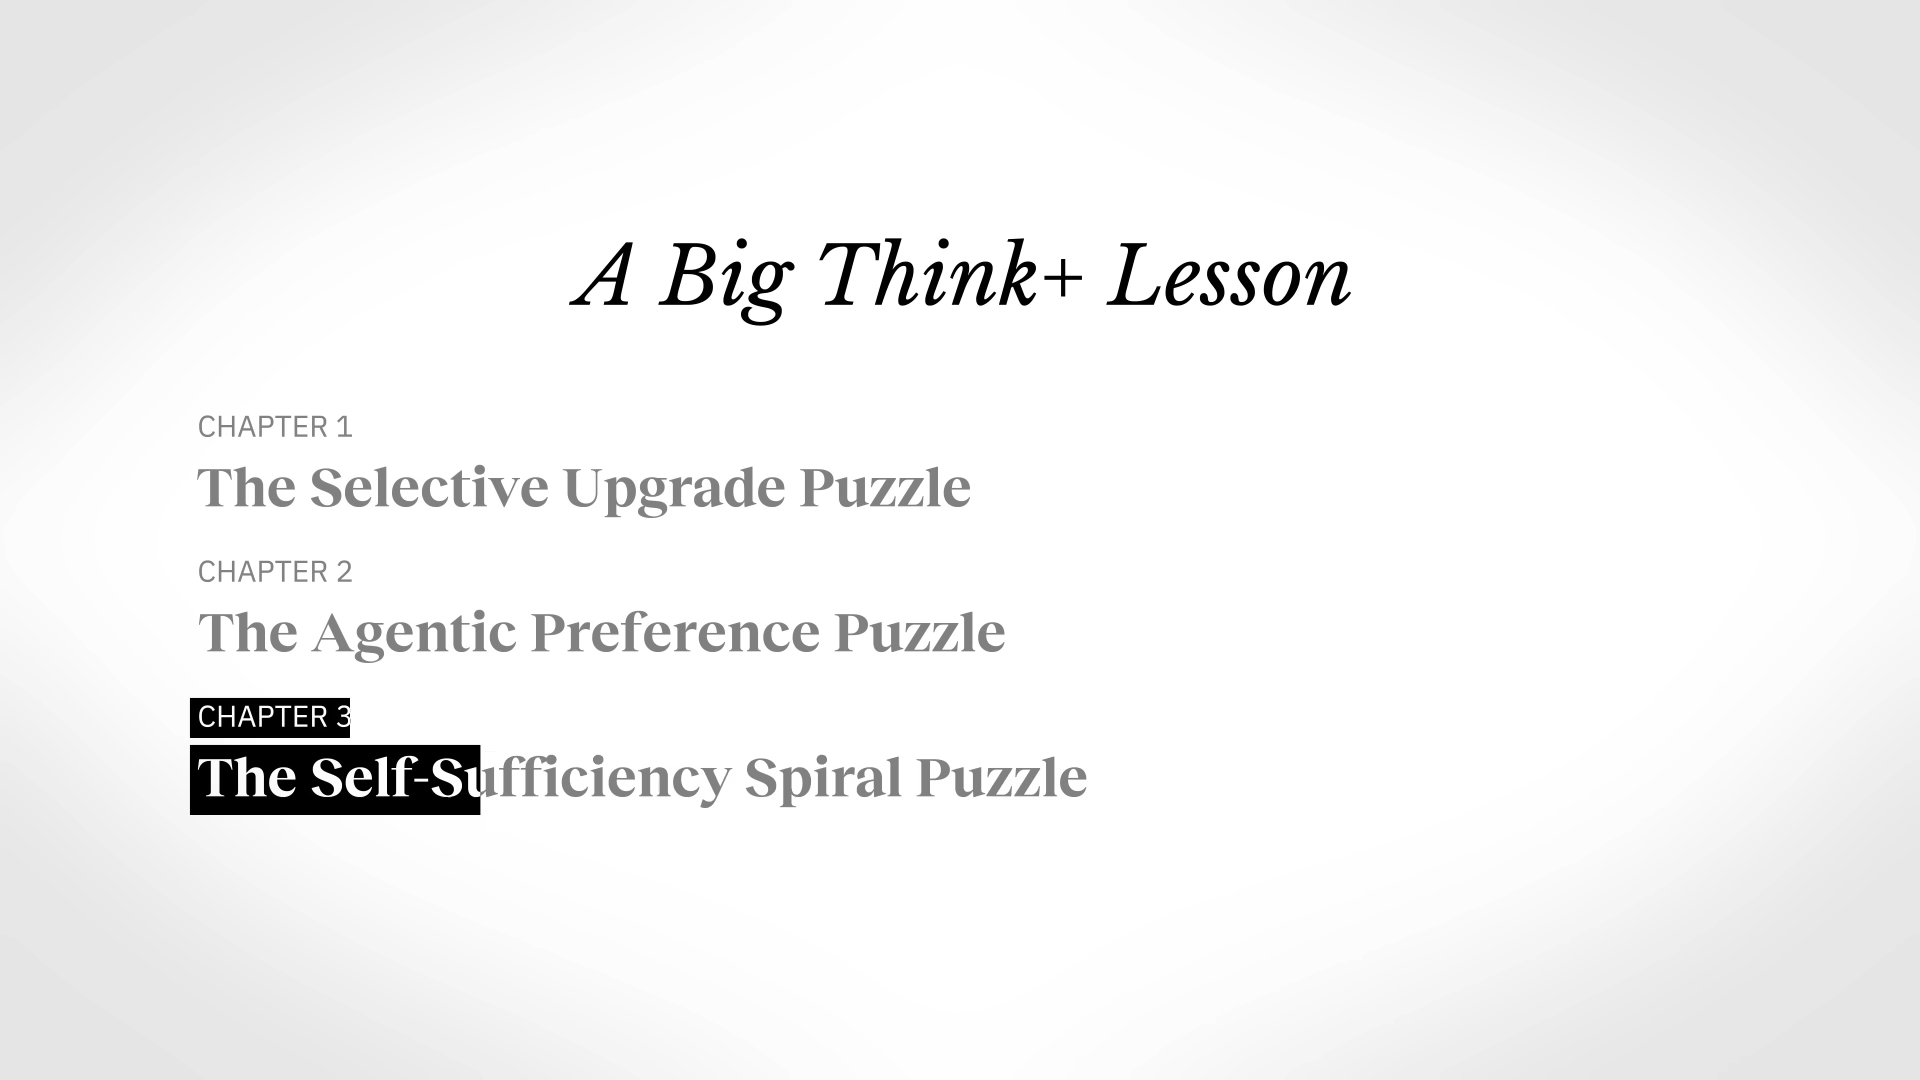 A Big Think+ Lesson
CHAPTER 1
The Selective Upgrade Puzzle
CHAPTER 2
The Agentic Preference Puzzle
CHAPTER 3
The Self-Sufficiency Spiral Puzzle